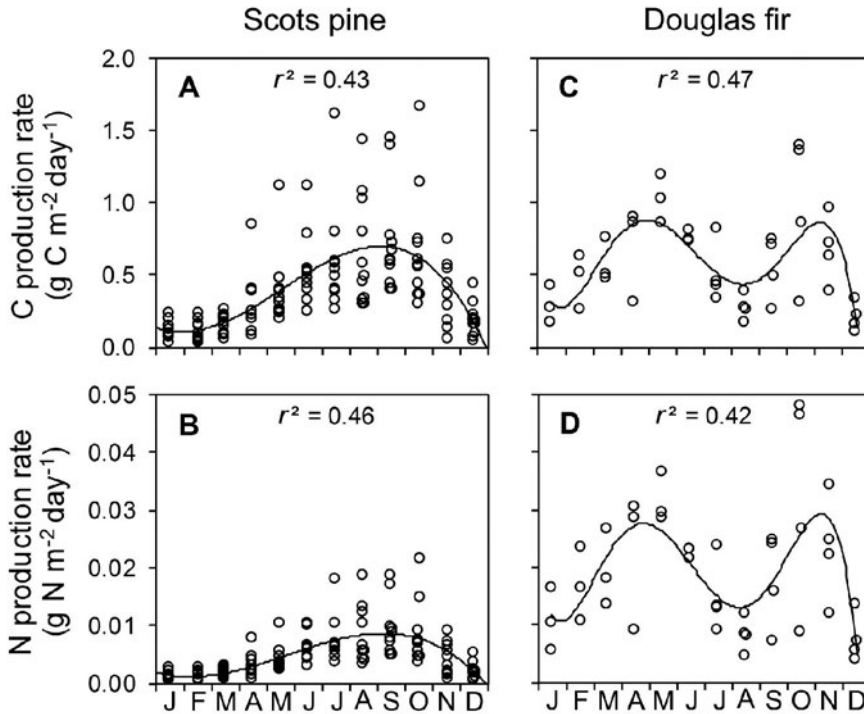 Scots pine
Douglas fir
C production rate
(g C m⁻² day⁻¹)
2.0
1.5
1.0
0.5
0.0
A
r² = 0.43
C
r² = 0.47
N production rate
(g N m⁻² day⁻¹)
0.05
0.04
0.03
0.02
0.01
0.00
B
r² = 0.46
D
r² = 0.42
J F M A M J J A S O N D
J F M A M J J A S O N D